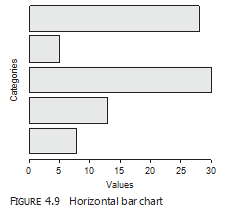 Categories
0 5 10 15 20 25 30
Values
FIGURE 4.9 Horizontal bar chart